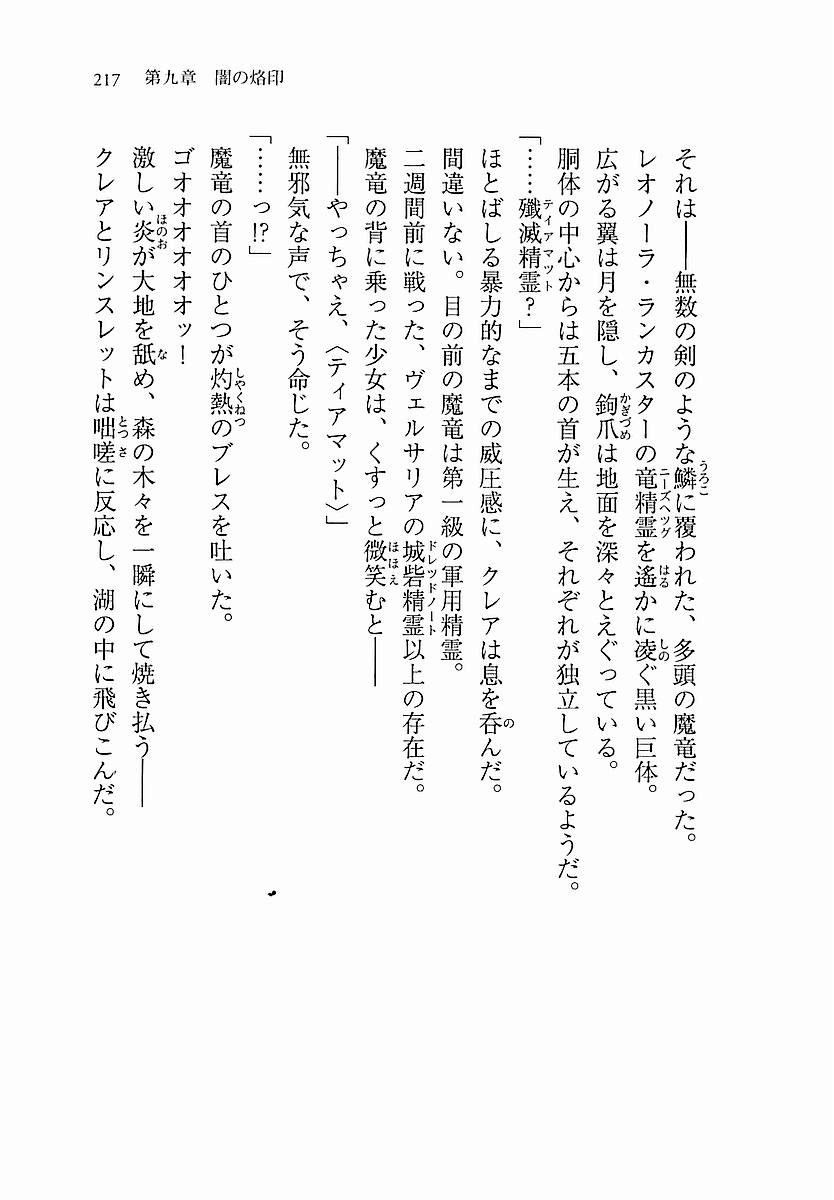 217　第九章　闇の烙印
それは――無数の剣のような鱗に覆われた、多頭の魔竜だった。
レオノーラ・ランカスターの竜精霊を遙かに凌ぐ黒い巨体。
広がる翼は月を隠し、鉤爪は地面を深々とえぐっている。
胴体の中心からは五本の首が生え、それぞれが独立しているようだ。
「……殲滅精霊？」
ほとばしる暴力的なまでの威圧感に、クレアは息を呑んだ。
間違いない。目の前の魔竜は第一級の軍用精霊。
二週間前に戦った、ヴェルサリアの城砦精霊以上の存在だ。
魔竜の背に乗った少女は、くすっと微笑むと――
「――やっちゃえ、〈ティアマット〉」
無邪気な声で、そう命じた。
「……っ!?」
魔竜の首のひとつが灼熱のブレスを吐いた。
ゴオオオオオオッ！
激しい炎が大地を舐め、森の木々を一瞬にして焼き払う――
クレアとリンスレットは咄嗟に反応し、湖の中に飛びこんだ。